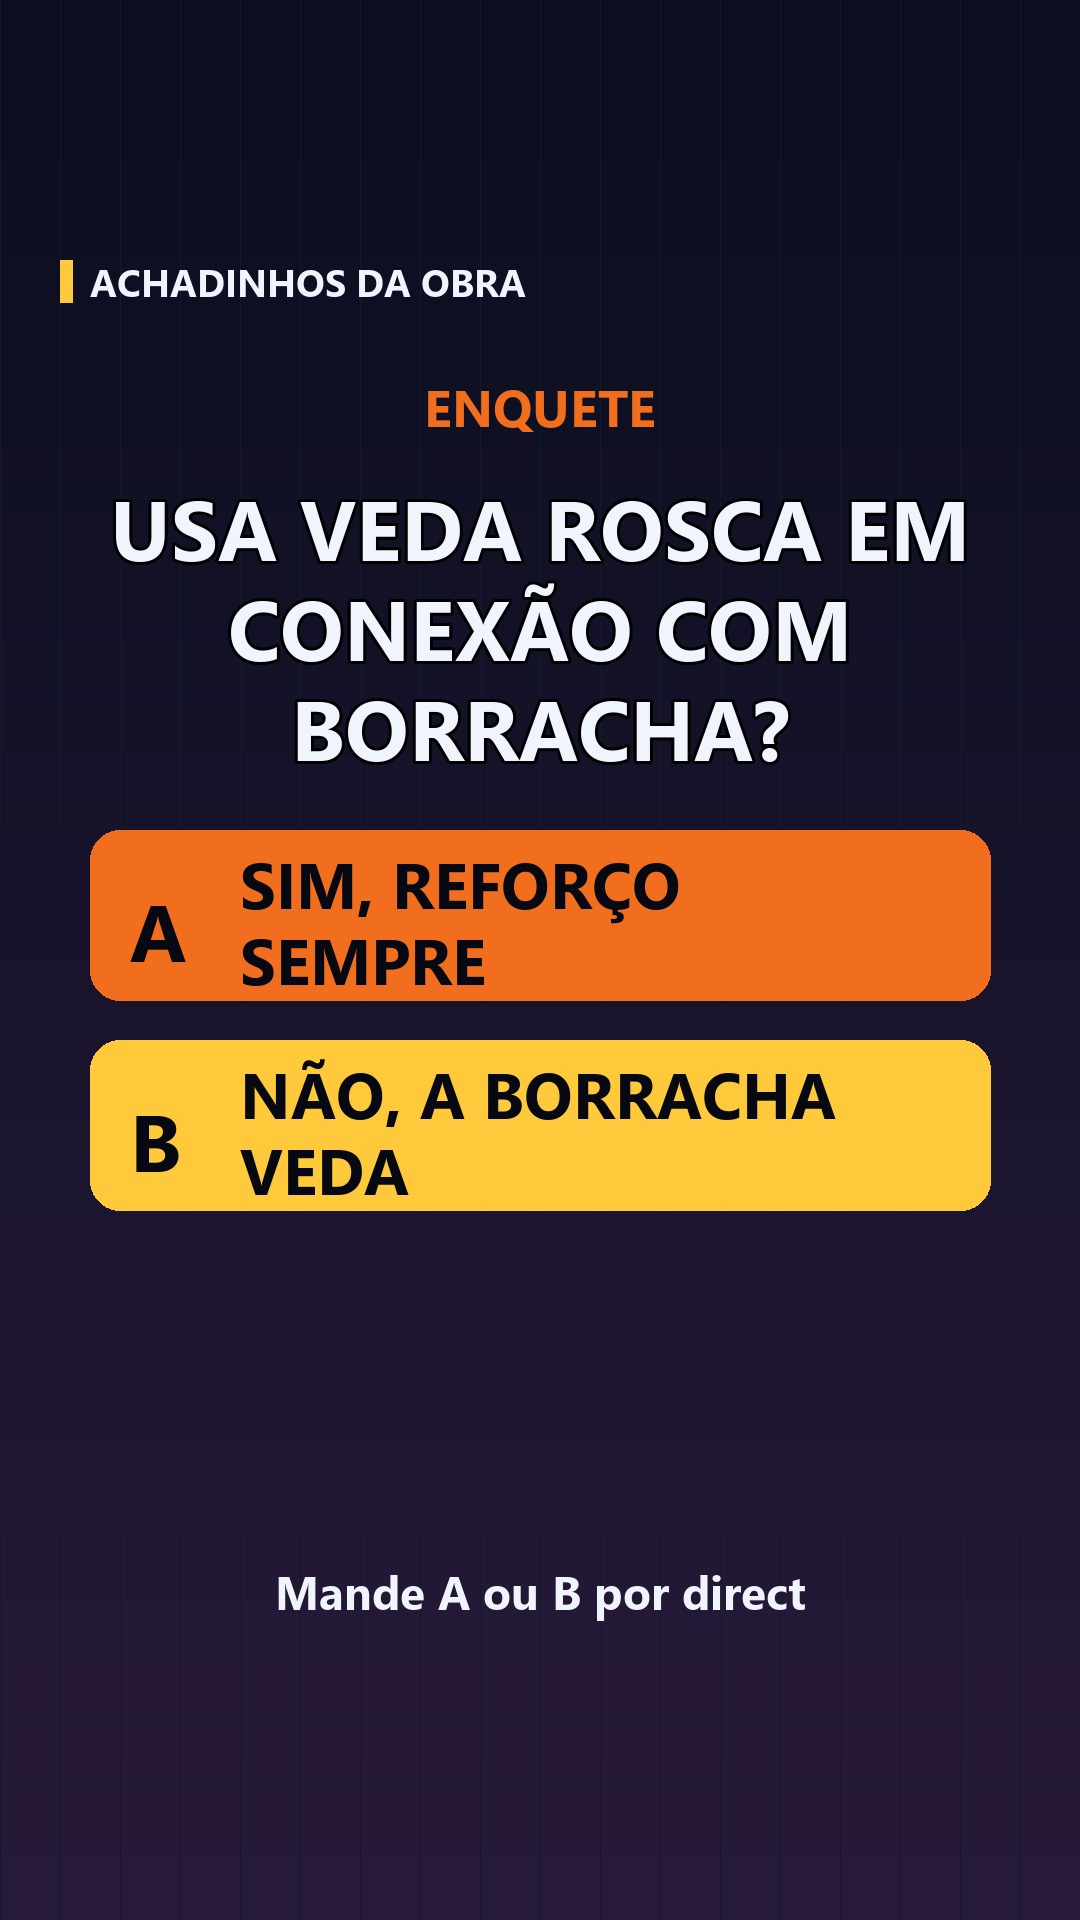 ACHADINHOS DA OBRA
ENQUETE
USA VEDA ROSCA EM
CONEXÃO COM
BORRACHA?
A
SIM, REFORÇO
SEMPRE
B
NÃO, A BORRACHA
VEDA
Mande A ou B por direct